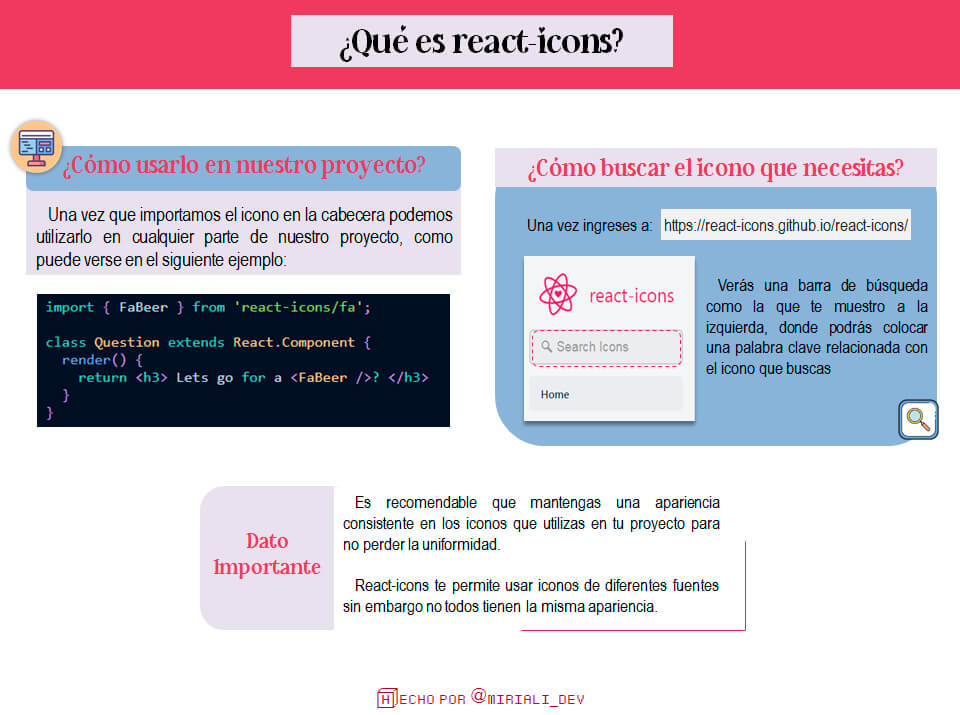 ¿Qué es react-icons?
¿Cómo usarlo en nuestro proyecto?
Una vez que importamos el icono en la cabecera podemos
utilizarlo en cualquier parte de nuestro proyecto, como
puede verse en el siguiente ejemplo:
import { FaBeer } from 'react-icons/fa';
class Question extends React.Component {
render() {
return <h3> Lets go for a <FaBeer />? </h3>
}
}
¿Cómo buscar el icono que necesitas?
Una vez ingreses a: https://react-icons.github.io/react-icons/
react-icons
Search Icons
Home
Verás una barra de búsqueda
como la que te muestro a la
izquierda, donde podrás colocar
una palabra clave relacionada con
el icono que buscas
Dato
Importante
Es recomendable que mantengas una apariencia
consistente en los iconos que utilizas en tu proyecto para
no perder la uniformidad.
React-icons te permite usar iconos de diferentes fuentes
sin embargo no todos tienen la misma apariencia.
HECHO POR @MIRIALI_DEV